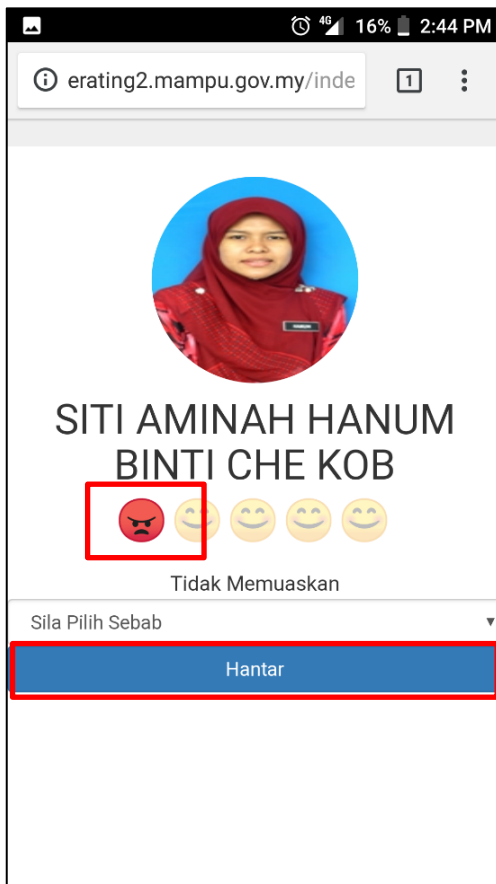 4G 16% 2:44 PM
erating2.mampu.gov.my/inde 1
SITI AMINAH HANUM
BINTI CHE KOB
Tidak Memuaskan
Sila Pilih Sebab
Hantar